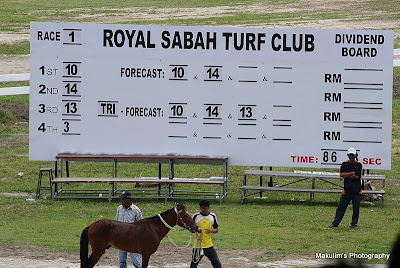 RACE 1 ROYAL SABAH TURF CLUB DIVIDEND BOARD
1ST 10 FORECAST: 10 & 14 & & RM
2ND 14 & & & RM
3RD 13 TRI - FORECAST: 10 & 14 & 13 & RM
4TH 3 & & & RM
TIME: 86 SEC
Makulim's Photography